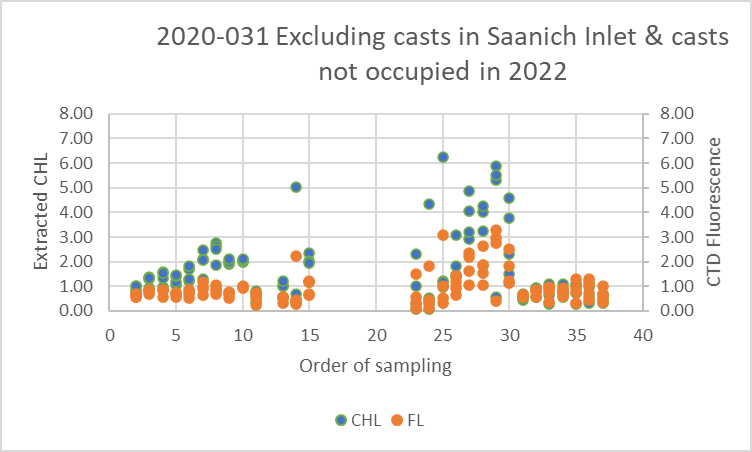 2020-031 Excluding casts in Saanich Inlet & casts
not occupied in 2022
8.00 8.00
7.00 7.00
6.00 6.00
5.00 5.00
4.00 4.00
3.00 3.00
2.00 2.00
1.00 1.00
0.00 0.00
Extracted CHL
CTD Fluorescence
0 5 10 15 20 25 30 35 40
Order of sampling
CHL FL